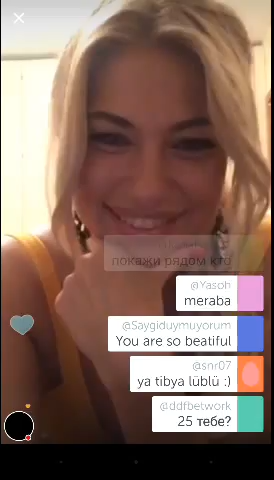 покажи рядом кто
@Yasoh
meraba
@Saygiduymuyorum
You are so beatiful
@snr07
ya tibya lüblü :)
@ddfbetwork
25 тебе?